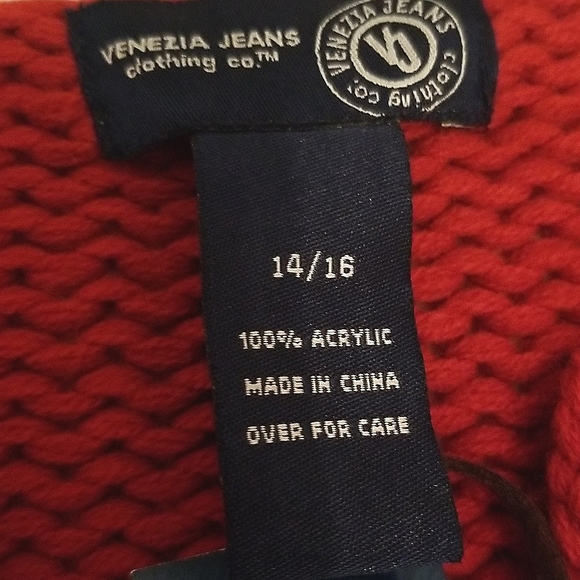 VENEZIA JEANS
clothing co.™
VENEZIA JEANS
clothing co.
VJ
14/16
100% ACRYLIC
MADE IN CHINA
OVER FOR CARE